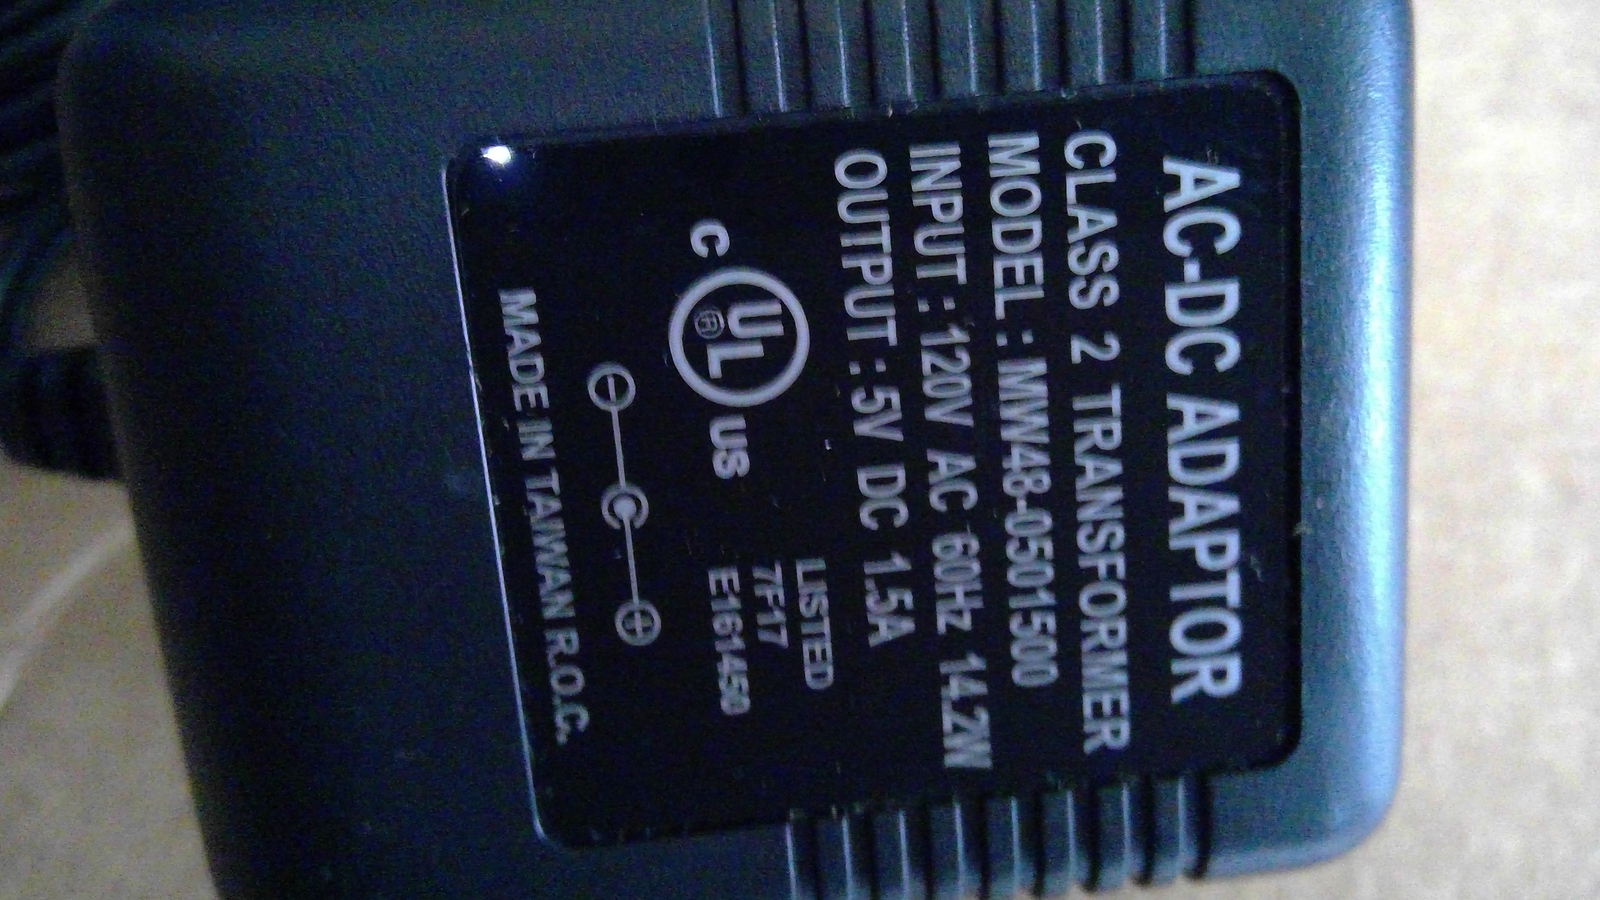 AC-DC ADAPTOR
CLASS 2 TRANSFORMER
MODEL : MW48-0501500
INPUT : 120V AC 60Hz 14.2W
OUTPUT : 5V DC 1.5A
LISTED
7F17
E161450
C UL US
MADE IN TAIWAN R.O.C.